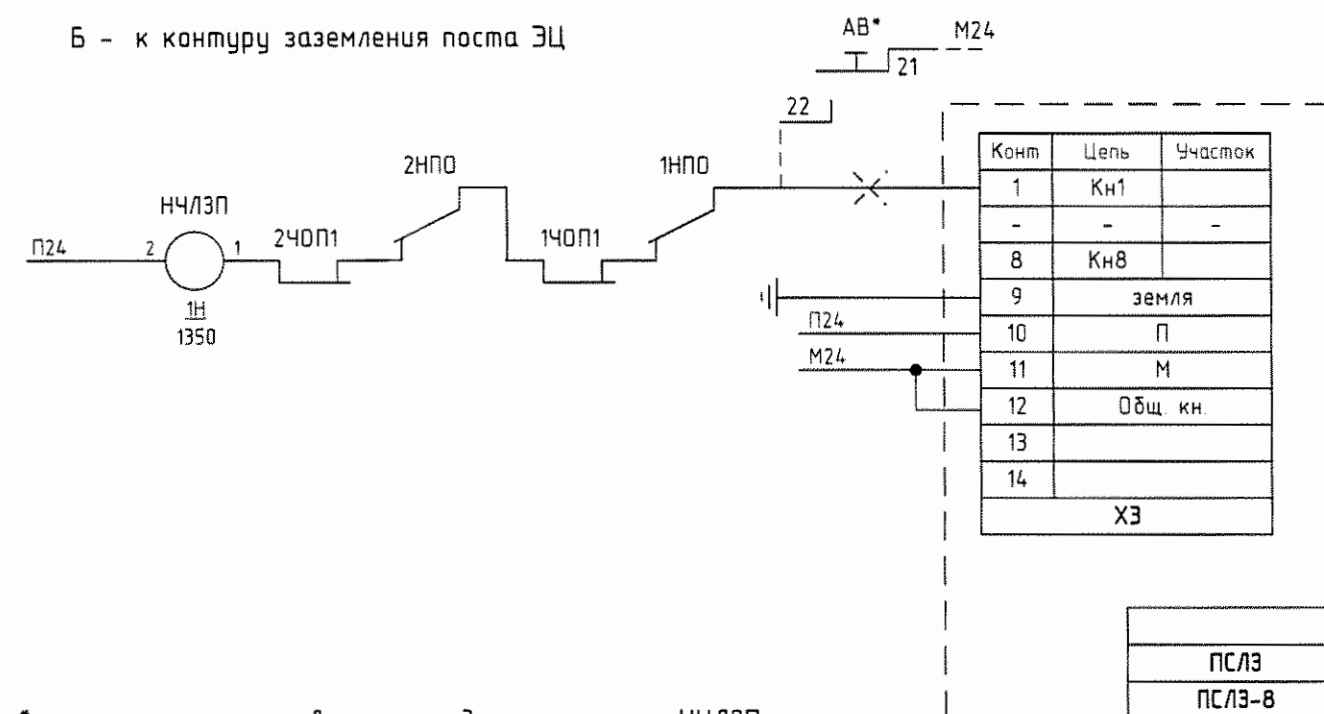 Б - к контуру заземления поста ЭЦ
АВ*
М24
21
22
2НПО
1НПО
НЧЛЗП
П24
2
1
2ЧОП1
1ЧОП1
1Н
1350
Конт Цепь Участок
1 Кн1
- - -
8 Кн8
9 земля
П24
10 П
М24
11 М
12 Общ. кн.
13
14
Х3
ПСЛЗ
ПСЛЗ-8